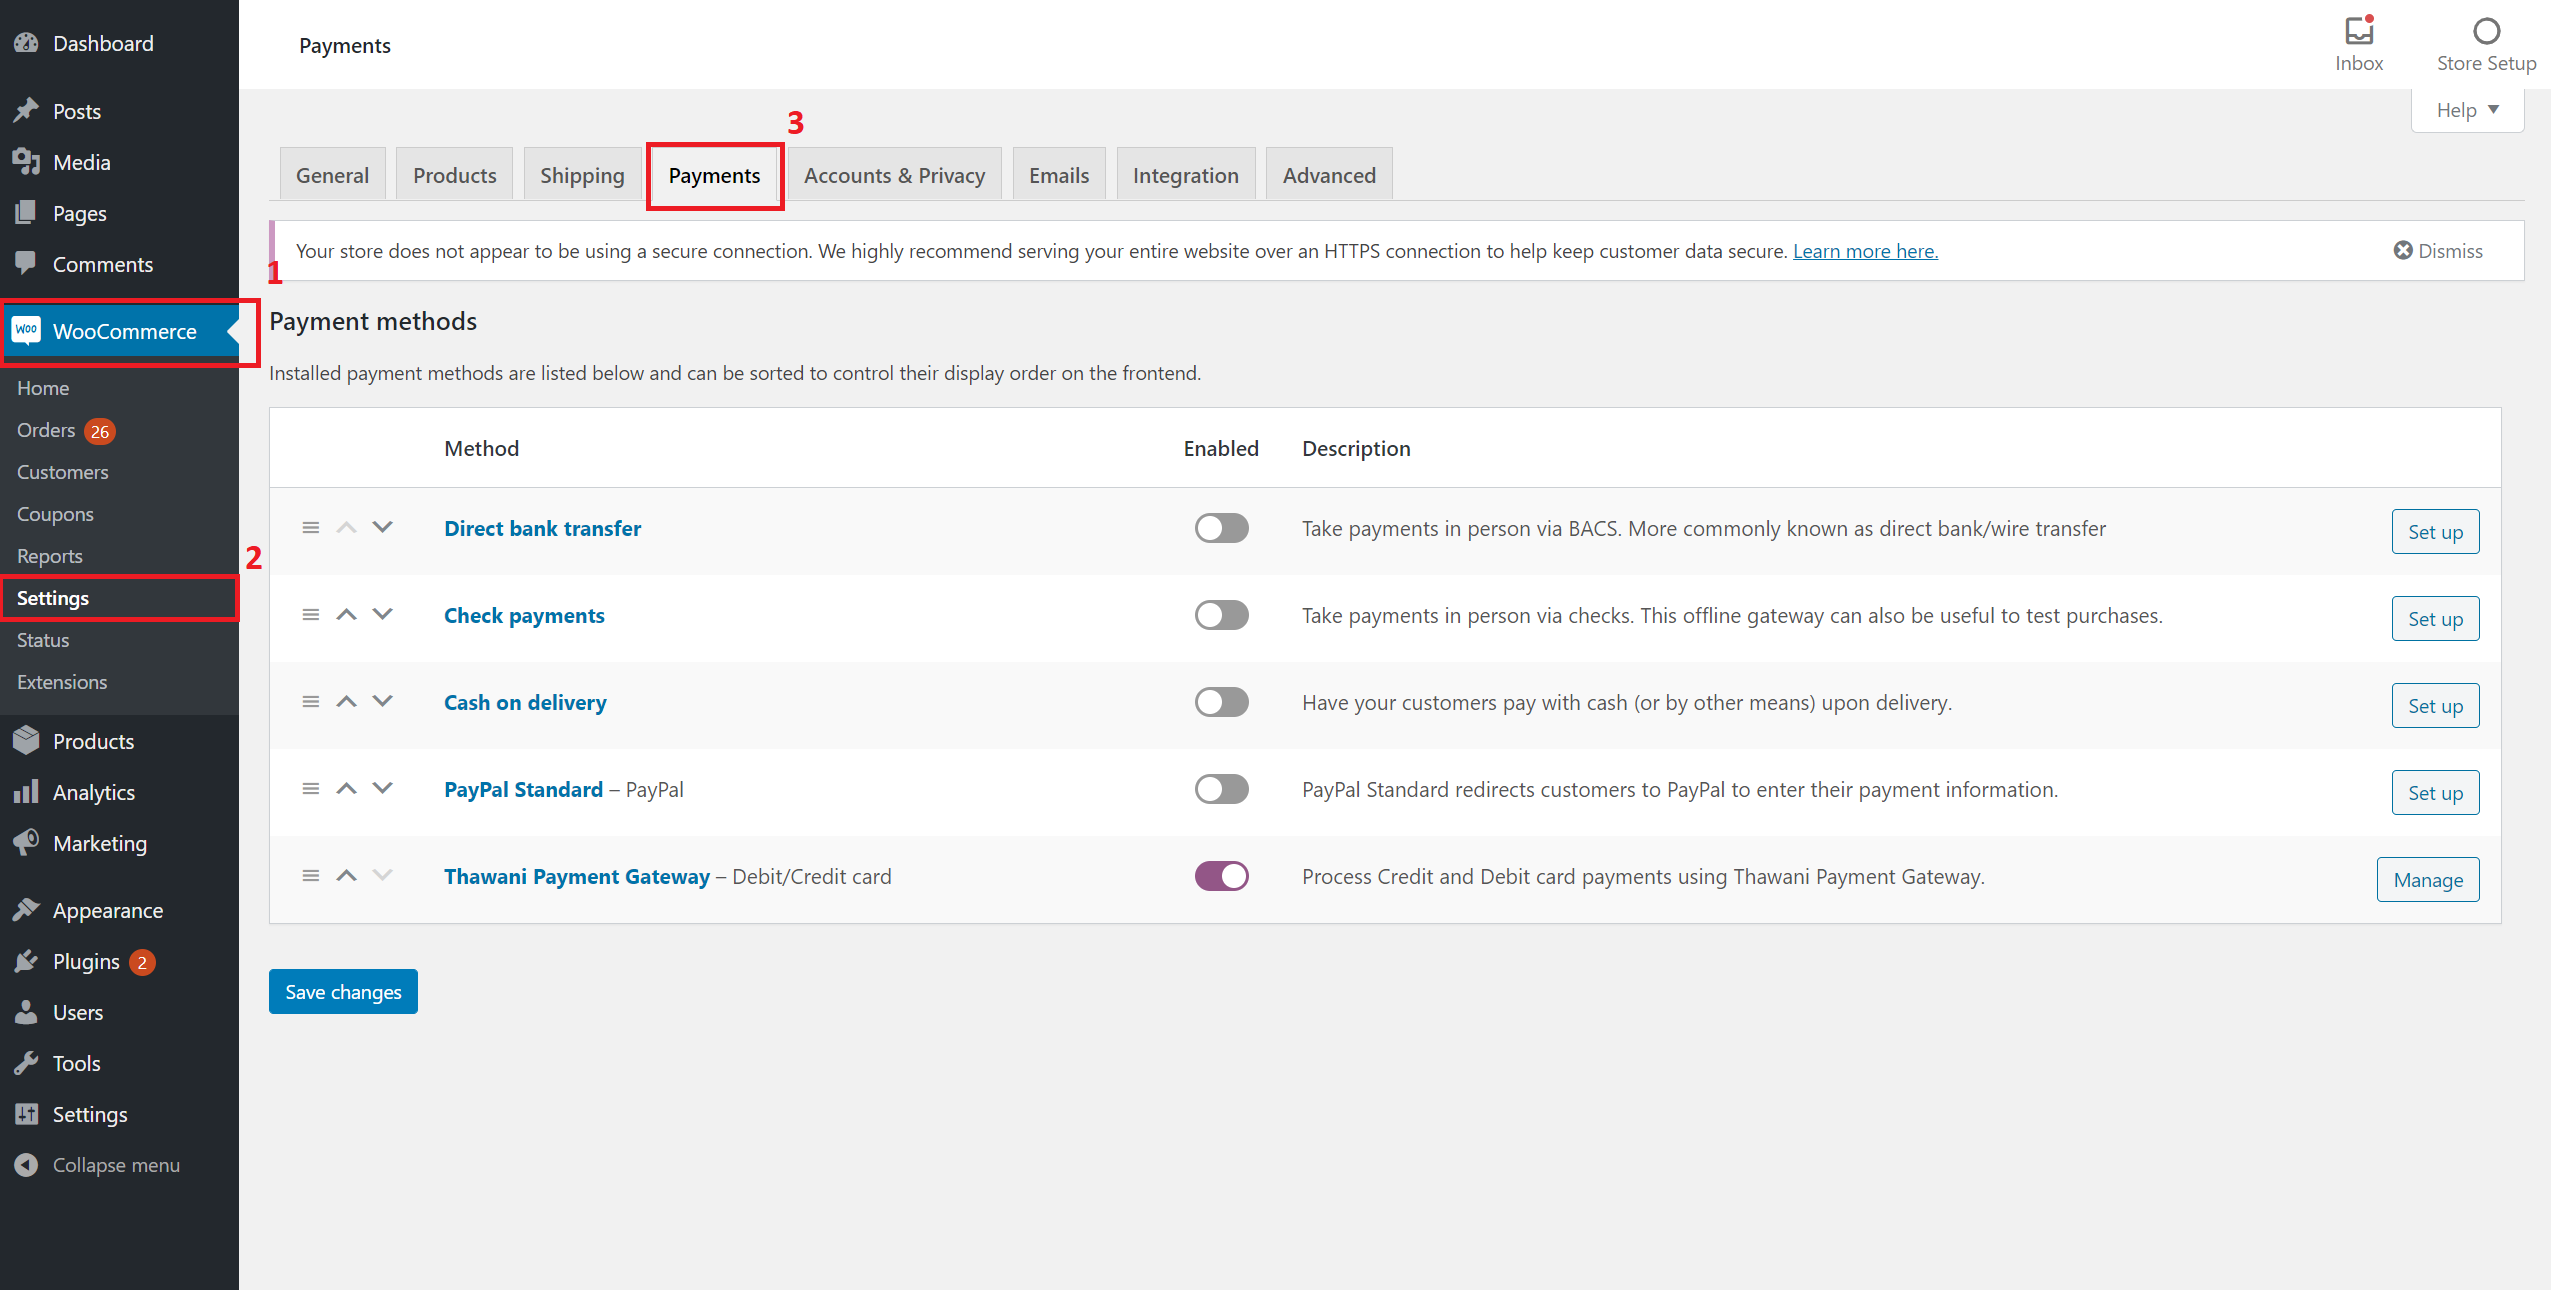 Dashboard
Posts
Media
Pages
Comments
1
Woo WooCommerce
Home
Orders 26
Customers
Coupons
Reports
2
Settings
Status
Extensions
Products
Analytics
Marketing
Appearance
Plugins 2
Users
Tools
Settings
Collapse menu
Payments
Inbox
Store Setup
Help
3
General Products Shipping Payments Accounts & Privacy Emails Integration Advanced
Your store does not appear to be using a secure connection. We highly recommend serving your entire website over an HTTPS connection to help keep customer data secure. Learn more here. Dismiss
Payment methods
Installed payment methods are listed below and can be sorted to control their display order on the frontend.
Method Enabled Description
Direct bank transfer Take payments in person via BACS. More commonly known as direct bank/wire transfer Set up
Check payments Take payments in person via checks. This offline gateway can also be useful to test purchases. Set up
Cash on delivery Have your customers pay with cash (or by other means) upon delivery. Set up
PayPal Standard – PayPal PayPal Standard redirects customers to PayPal to enter their payment information. Set up
Thawani Payment Gateway – Debit/Credit card Process Credit and Debit card payments using Thawani Payment Gateway. Manage
Save changes